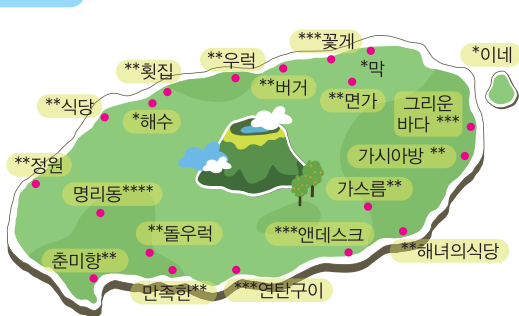 ***꽃게
*이네
**우럭
**횟집
*막
**버거
**면가
**식당
*해수
그리운
바다 ***
가시아방 **
**정원
명리동****
가스름**
**돌우럭
***앤데스크
**해녀의식당
춘미향**
만족한**
***연탄구이